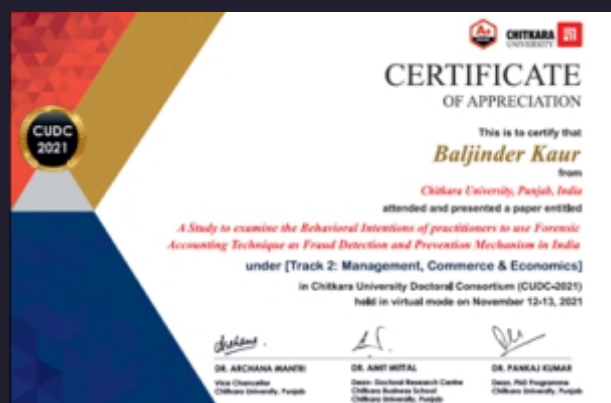 A+
CHITKARA
UNIVERSITY
CERTIFICATE
OF APPRECIATION
CUDC
2021
This is to certify that
Baljinder Kaur
from
Chitkara University, Punjab, India
attended and presented a paper entitled
A Study to examine the Behavioral Intentions of practitioners to use Forensic
Accounting Technique as Fraud Detection and Prevention Mechanism in India
under [Track 2: Management, Commerce & Economics]
in Chitkara University Doctoral Consortium (CUDC-2021)
held in virtual mode on November 12-13, 2021
DR. ARCHANA MANTRI
Vice Chancellor
Chitkara University, Punjab
DR. AMIT MITTAL
Dean- Doctoral Research Centre
Chitkara Business School
Chitkara University, Punjab
DR. PANKAJ KUMAR
Dean, PhD Programme
Chitkara University, Punjab